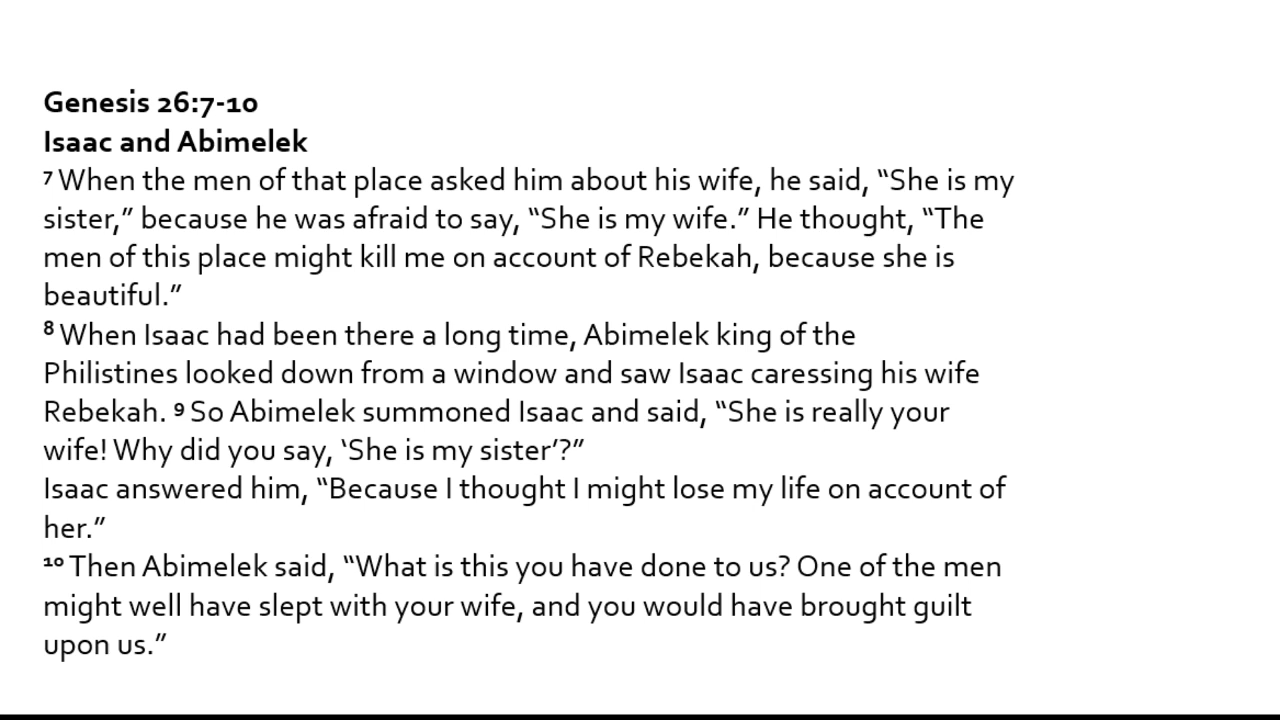 Genesis 26:7-10
Isaac and Abimelek
⁷ When the men of that place asked him about his wife, he said, “She is my
sister,” because he was afraid to say, “She is my wife.” He thought, “The
men of this place might kill me on account of Rebekah, because she is
beautiful.”
⁸ When Isaac had been there a long time, Abimelek king of the
Philistines looked down from a window and saw Isaac caressing his wife
Rebekah. ⁹ So Abimelek summoned Isaac and said, “She is really your
wife! Why did you say, ‘She is my sister’?”
Isaac answered him, “Because I thought I might lose my life on account of
her.”
¹⁰ Then Abimelek said, “What is this you have done to us? One of the men
might well have slept with your wife, and you would have brought guilt
upon us.”